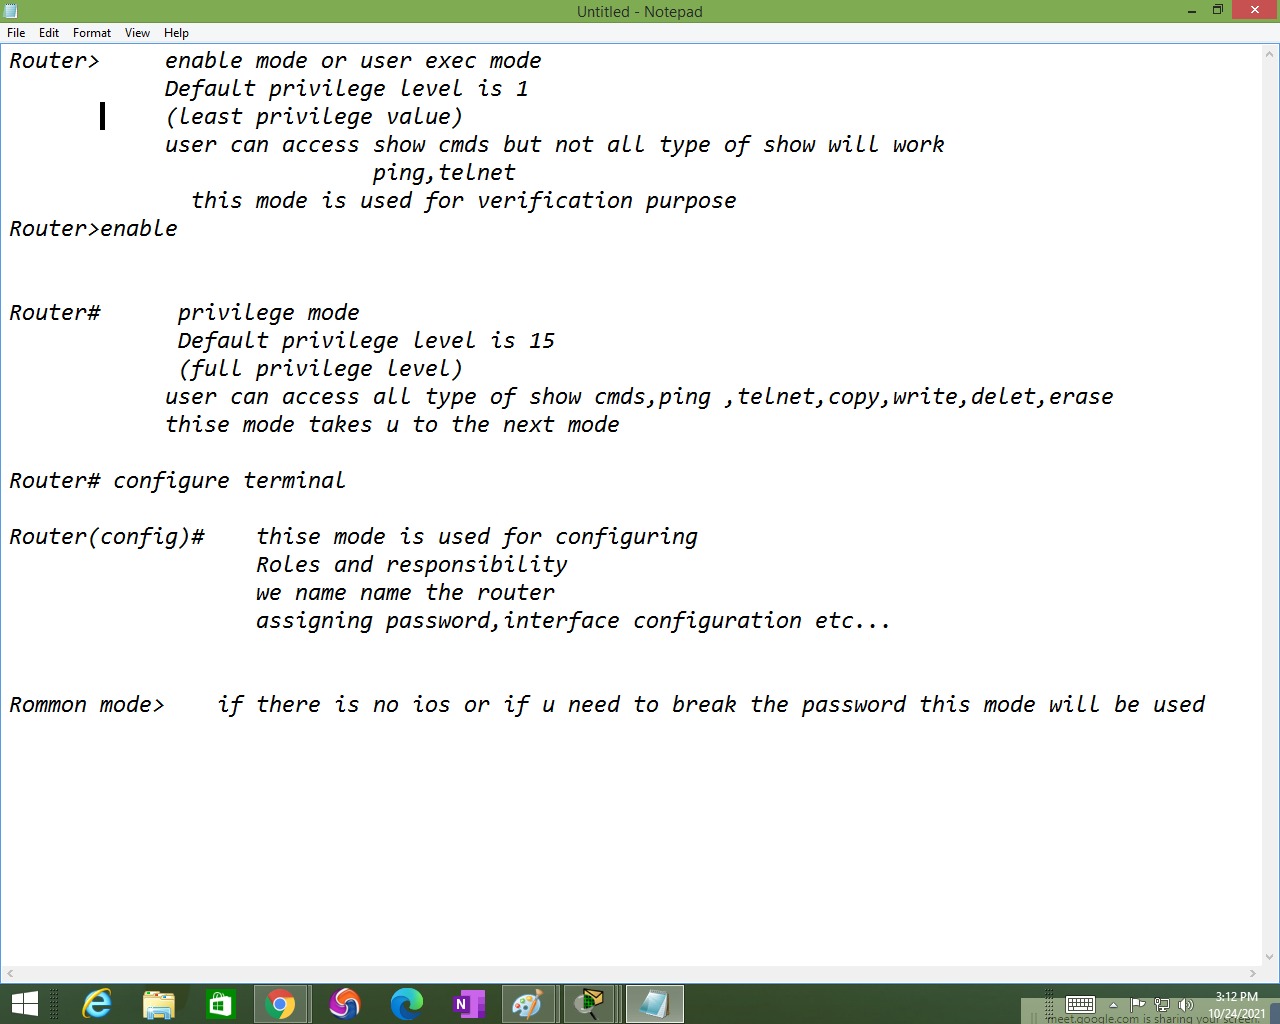 Untitled - Notepad
File Edit Format View Help
Router> enable mode or user exec mode
Default privilege level is 1
(least privilege value)
user can access show cmds but not all type of show will work
ping,telnet
this mode is used for verification purpose
Router>enable
Router# privilege mode
Default privilege level is 15
(full privilege level)
user can access all type of show cmds,ping ,telnet,copy,write,delet,erase
thise mode takes u to the next mode
Router# configure terminal
Router(config)# thise mode is used for configuring
Roles and responsibility
we name name the router
assigning password,interface configuration etc...
Rommon mode> if there is no ios or if u need to break the password this mode will be used
3:12 PM
10/24/2021
meet.google.com is sharing your screen.